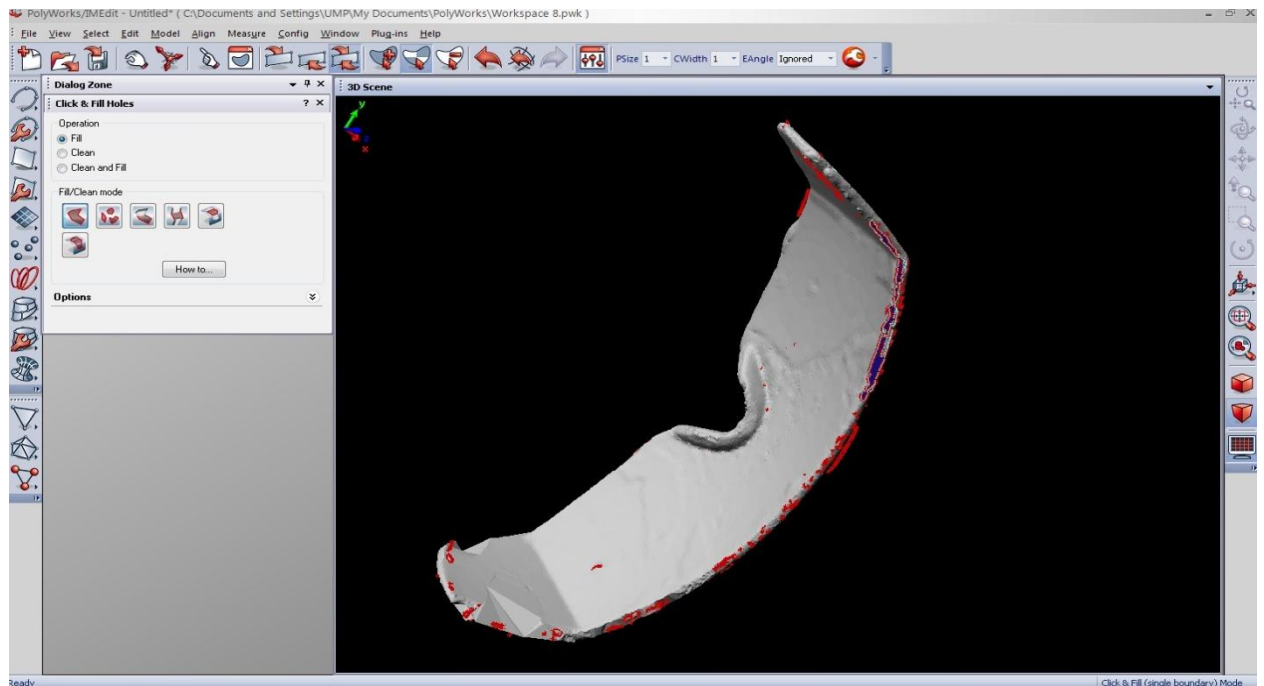 PolyWorks/IMEdit - Untitled* ( C:\Documents and Settings\UMP\My Documents\PolyWorks\Workspace 8.pwk )
File View Select Edit Model Align Measure Config Window Plug-ins Help
PSize 1 CWidth 1 EAngle Ignored
Dialog Zone
3D Scene
Click & Fill Holes
Operation
Fill
Clean
Clean and Fill
Fill/Clean mode
How to...
Options
y
z
x
Ready
Click & Fill (single boundary) Mode